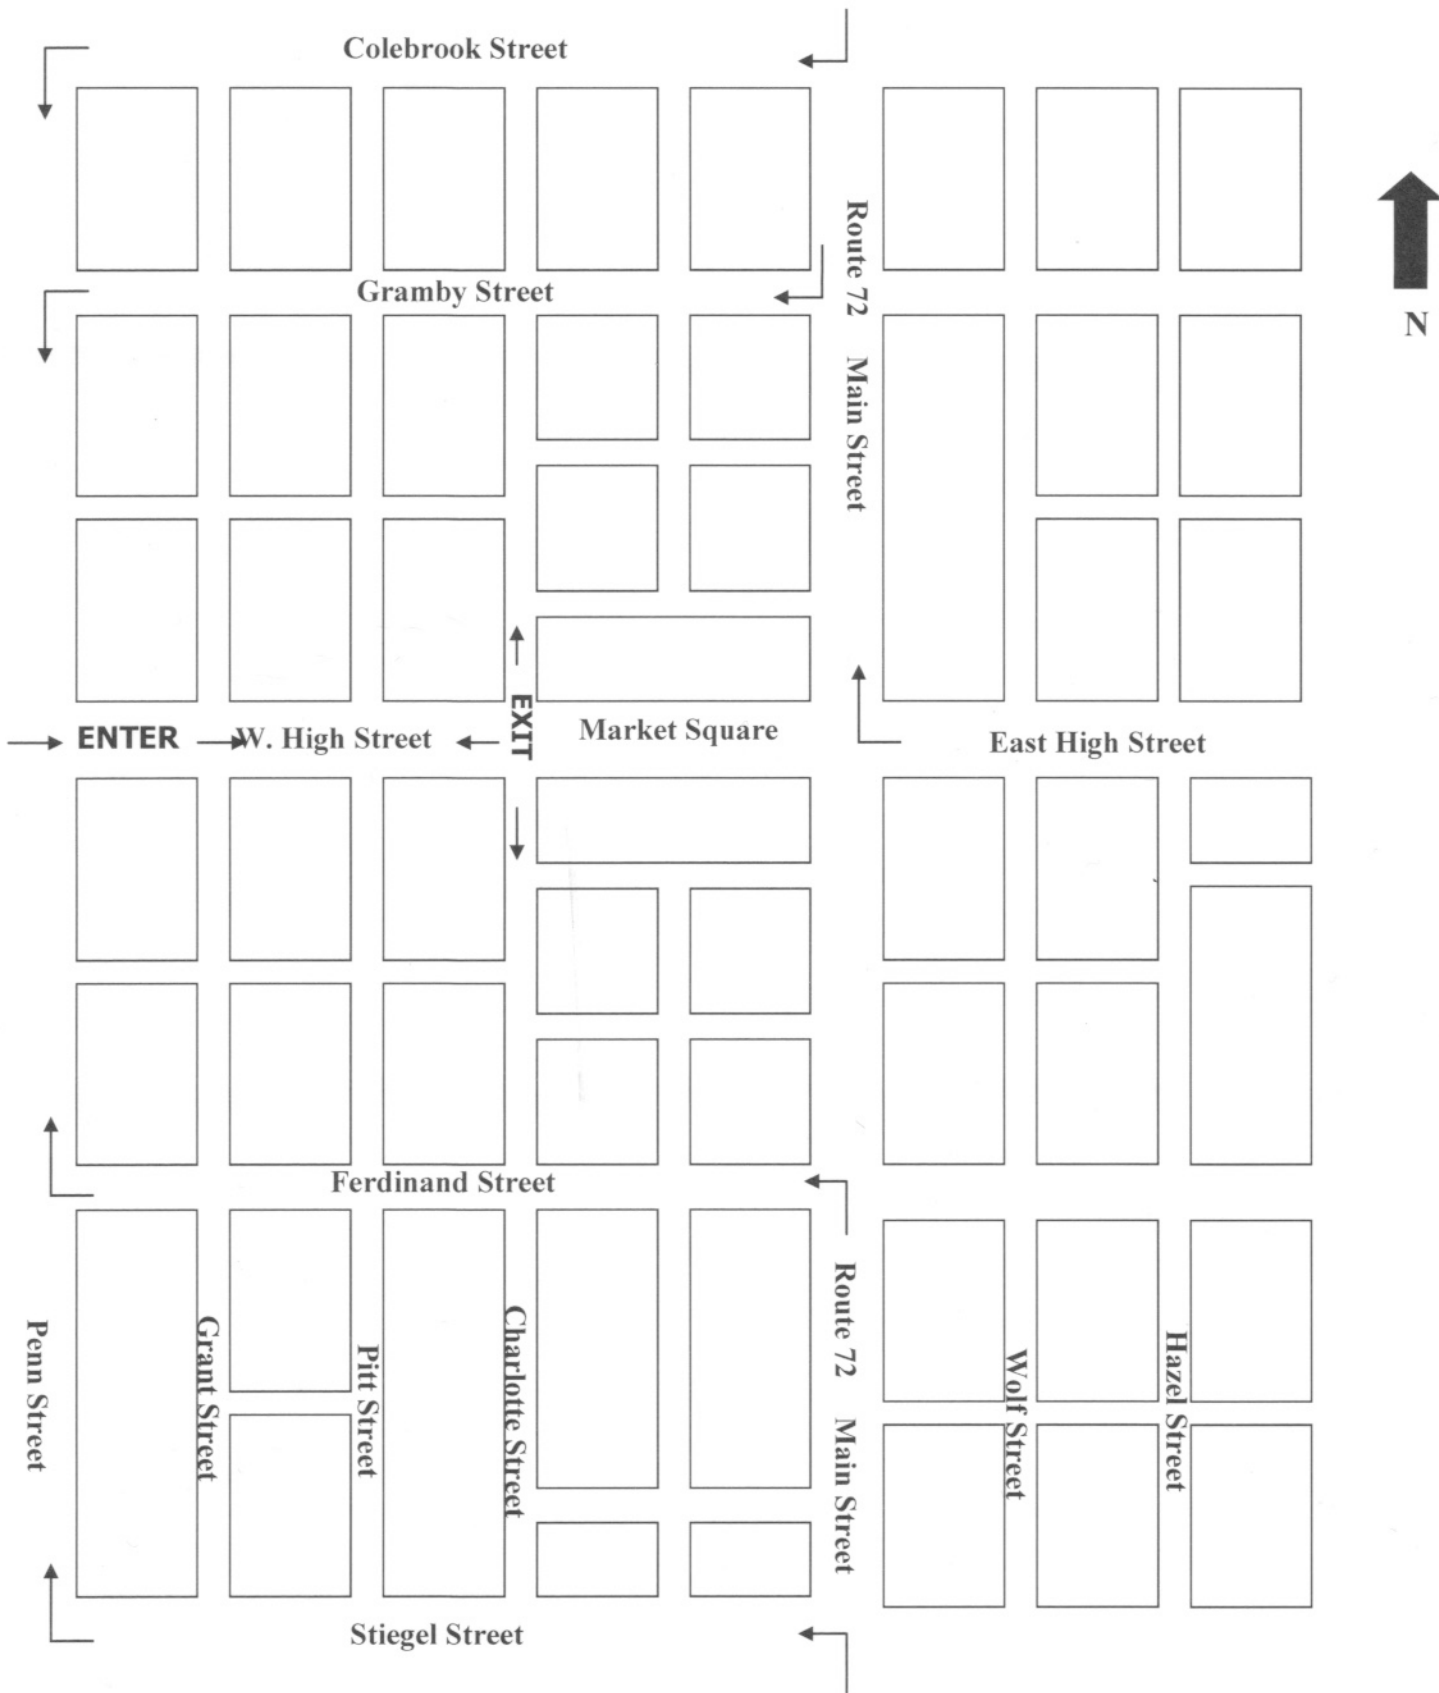 Colebrook Street
Route 72 Main Street
Gramby Street
N
ENTER
W. High Street
EXIT
Market Square
East High Street
Ferdinand Street
Penn Street
Grant Street
Pitt Street
Charlotte Street
Route 72 Main Street
Wolf Street
Hazel Street
Stiegel Street